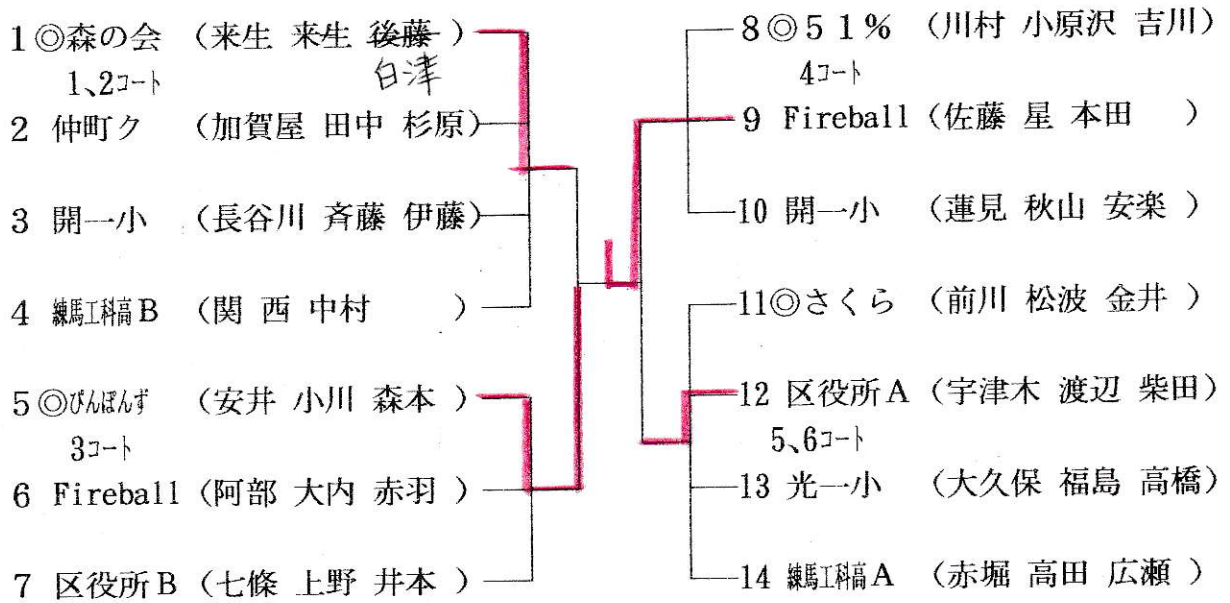 1◎森の会 (来生 来生 後藤 )
1、2コート 白津
2 仲町ク (加賀屋 田中 杉原)
3 開一小 (長谷川 斉藤 伊藤)
4 練馬工科高B (関 西 中村 )
5◎ぴんぽんず (安井 小川 森本 )
3コート
6 Fireball (阿部 大内 赤羽 )
7 区役所B (七條 上野 井本 )
8◎51% (川村 小原沢 吉川)
4コート
9 Fireball (佐藤 星 本田 )
10 開一小 (蓮見 秋山 安楽 )
11◎さくら (前川 松波 金井 )
12 区役所A (宇津木 渡辺 柴田)
5、6コート
13 光一小 (大久保 福島 高橋)
14 練馬工科高A (赤堀 高田 広瀬 )